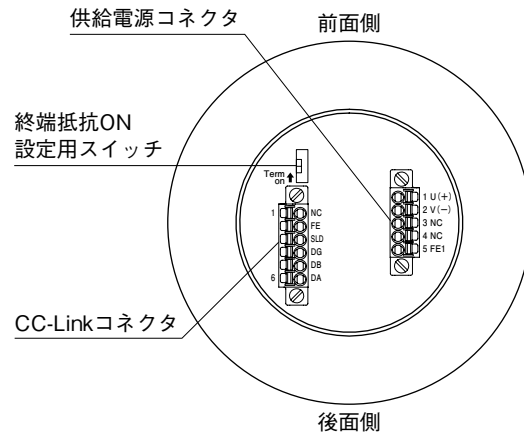 供給電源コネクタ
前面側
終端抵抗ON
設定用スイッチ
Term
on
1 NC
FE
SLD
DG
DB
6 DA
1 U(+)
2 V(−)
3 NC
4 NC
5 FE1
CC-Linkコネクタ
後面側